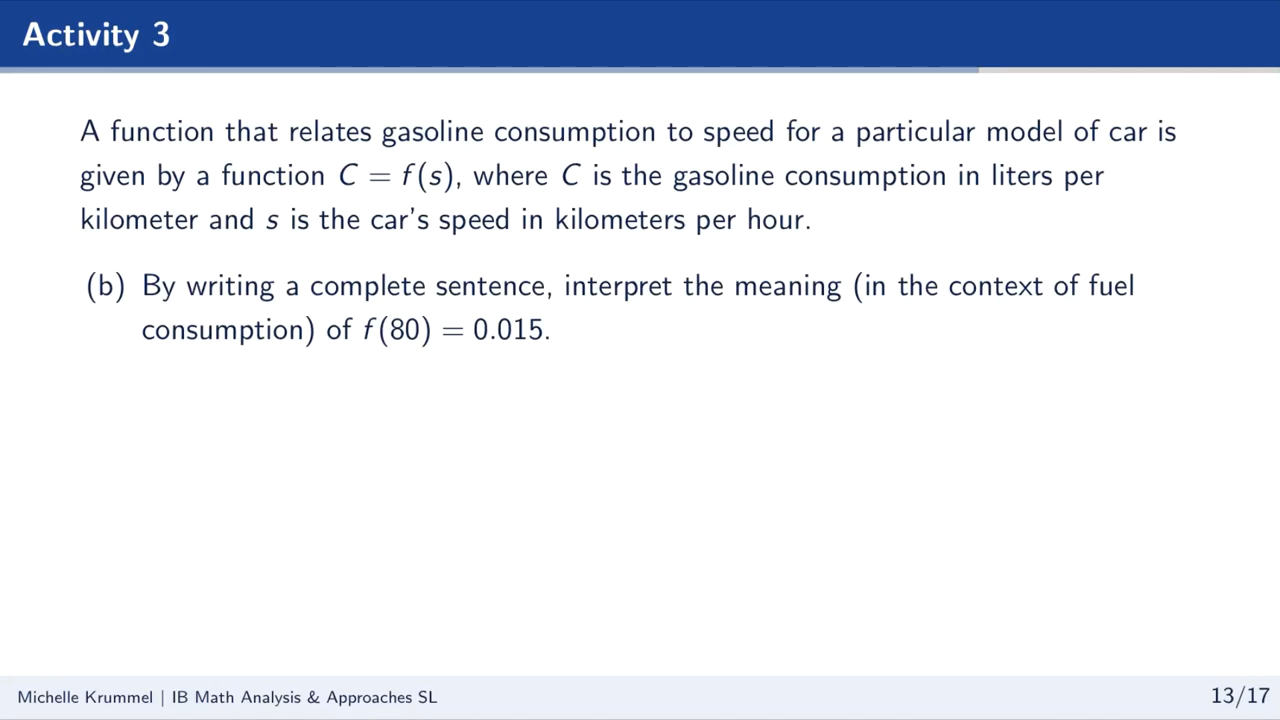 Activity 3
A function that relates gasoline consumption to speed for a particular model of car is
given by a function C = f(s), where C is the gasoline consumption in liters per
kilometer and s is the car's speed in kilometers per hour.
(b) By writing a complete sentence, interpret the meaning (in the context of fuel
consumption) of f(80) = 0.015.
Michelle Krummel | IB Math Analysis & Approaches SL
13/17